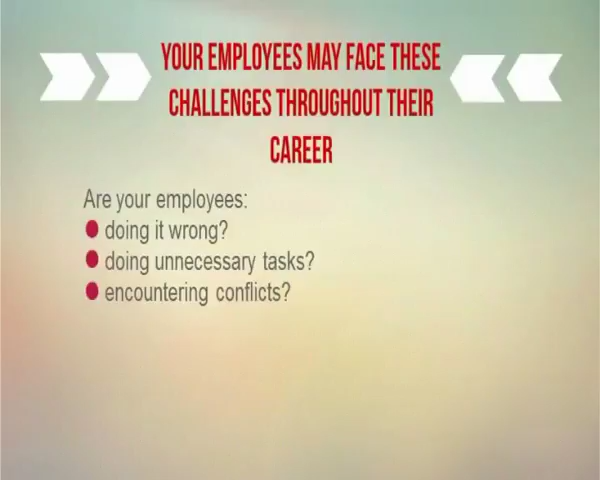 YOUR EMPLOYEES MAY FACE THESE
CHALLENGES THROUGHOUT THEIR
CAREER
Are your employees:
doing it wrong?
doing unnecessary tasks?
encountering conflicts?